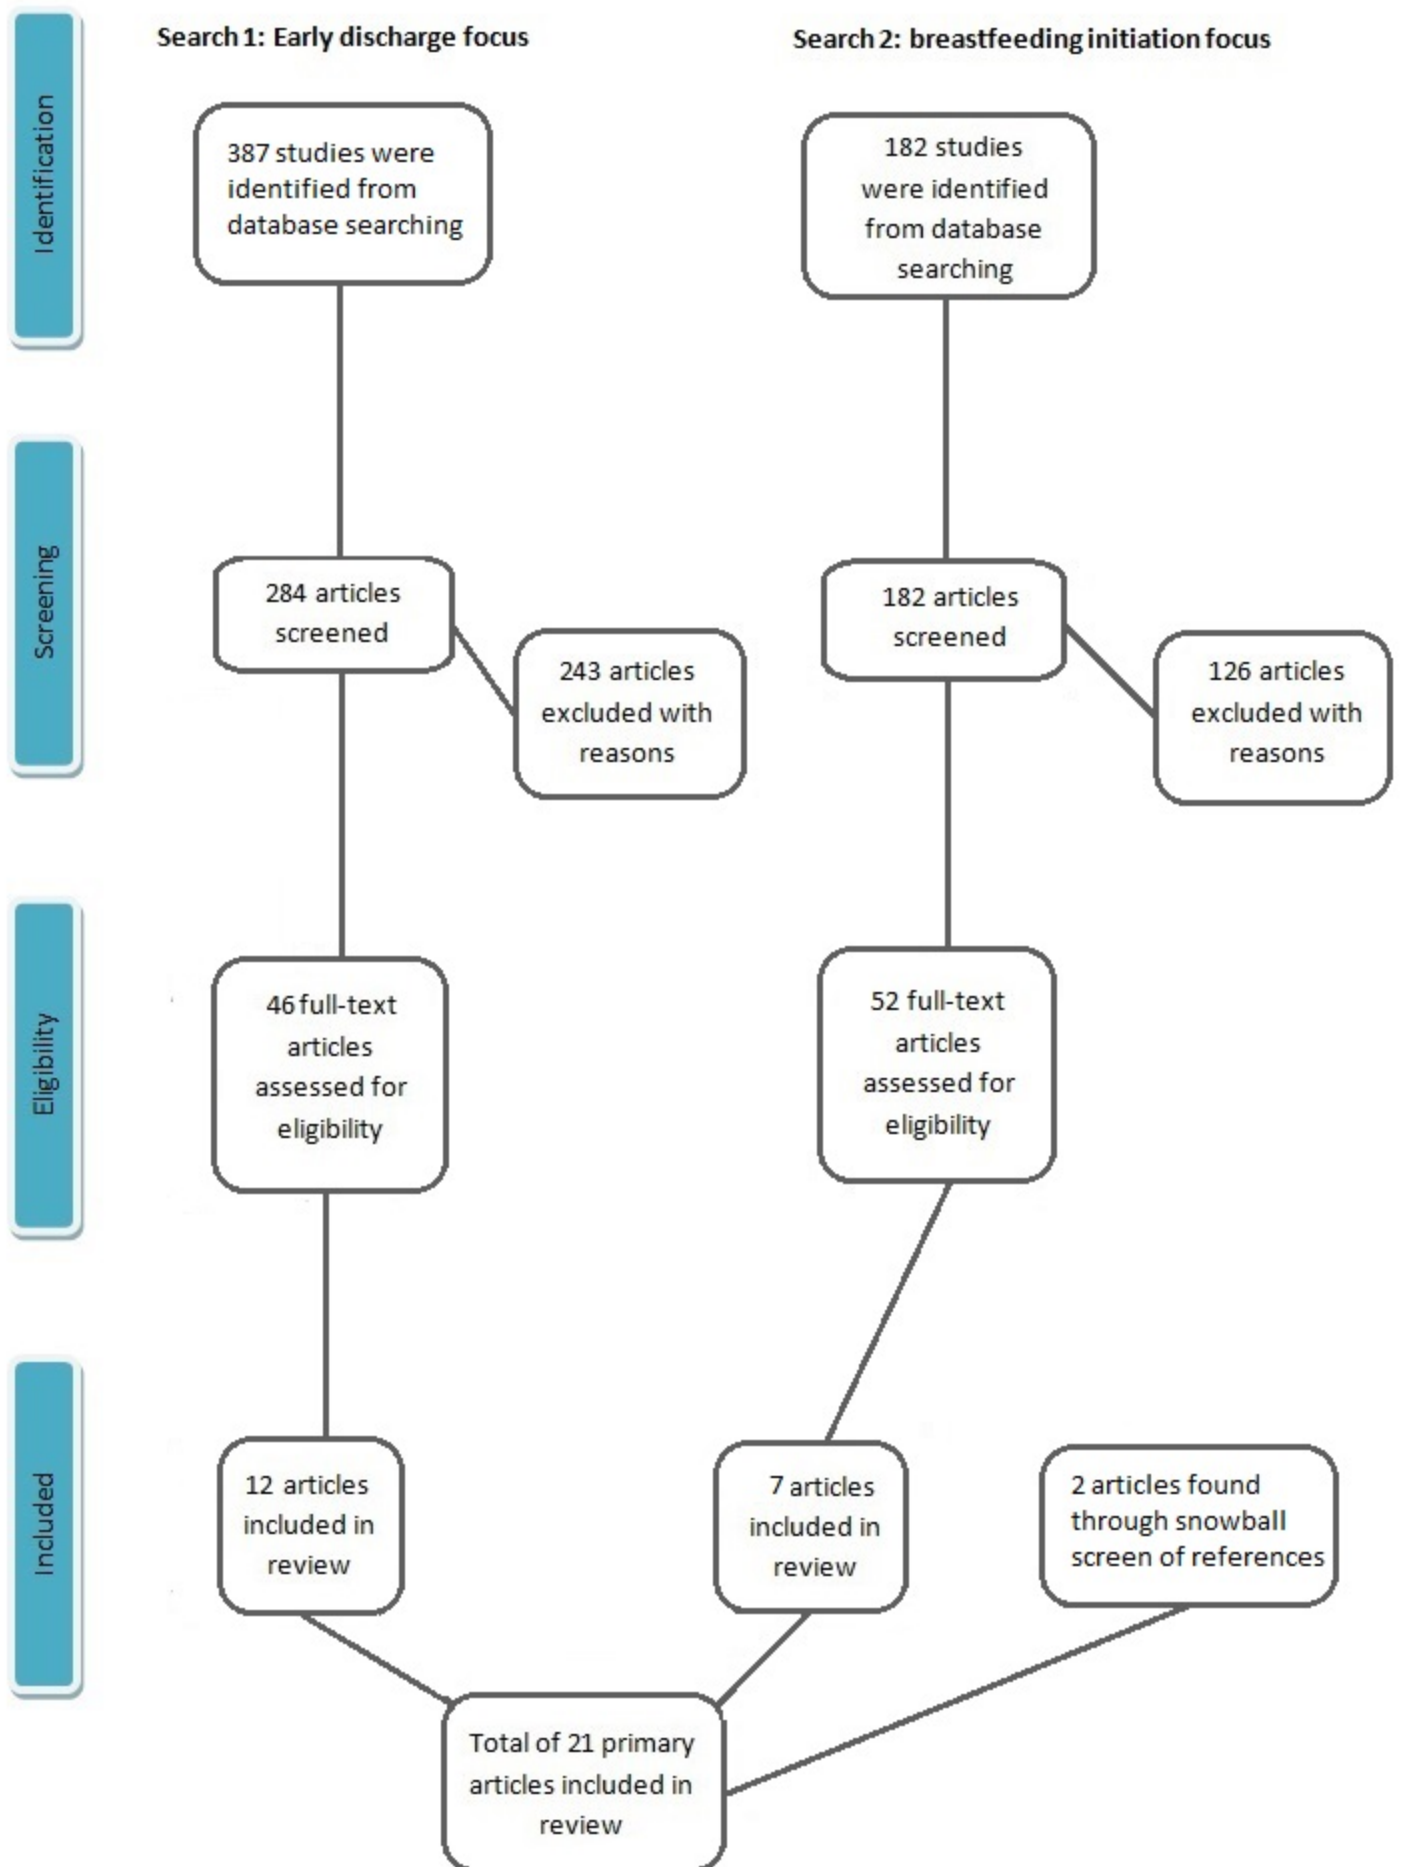 Search 1: Early discharge focus
Search 2: breastfeeding initiation focus
Identification
387 studies were
identified from
database searching
182 studies
were identified
from database
searching
Screening
284 articles
screened
243 articles
excluded with
reasons
182 articles
screened
126 articles
excluded with
reasons
Eligibility
46 full-text
articles
assessed for
eligibility
52 full-text
articles
assessed for
eligibility
Included
12 articles
included in
review
7 articles
included in
review
2 articles found
through snowball
screen of references
Total of 21 primary
articles included in
review